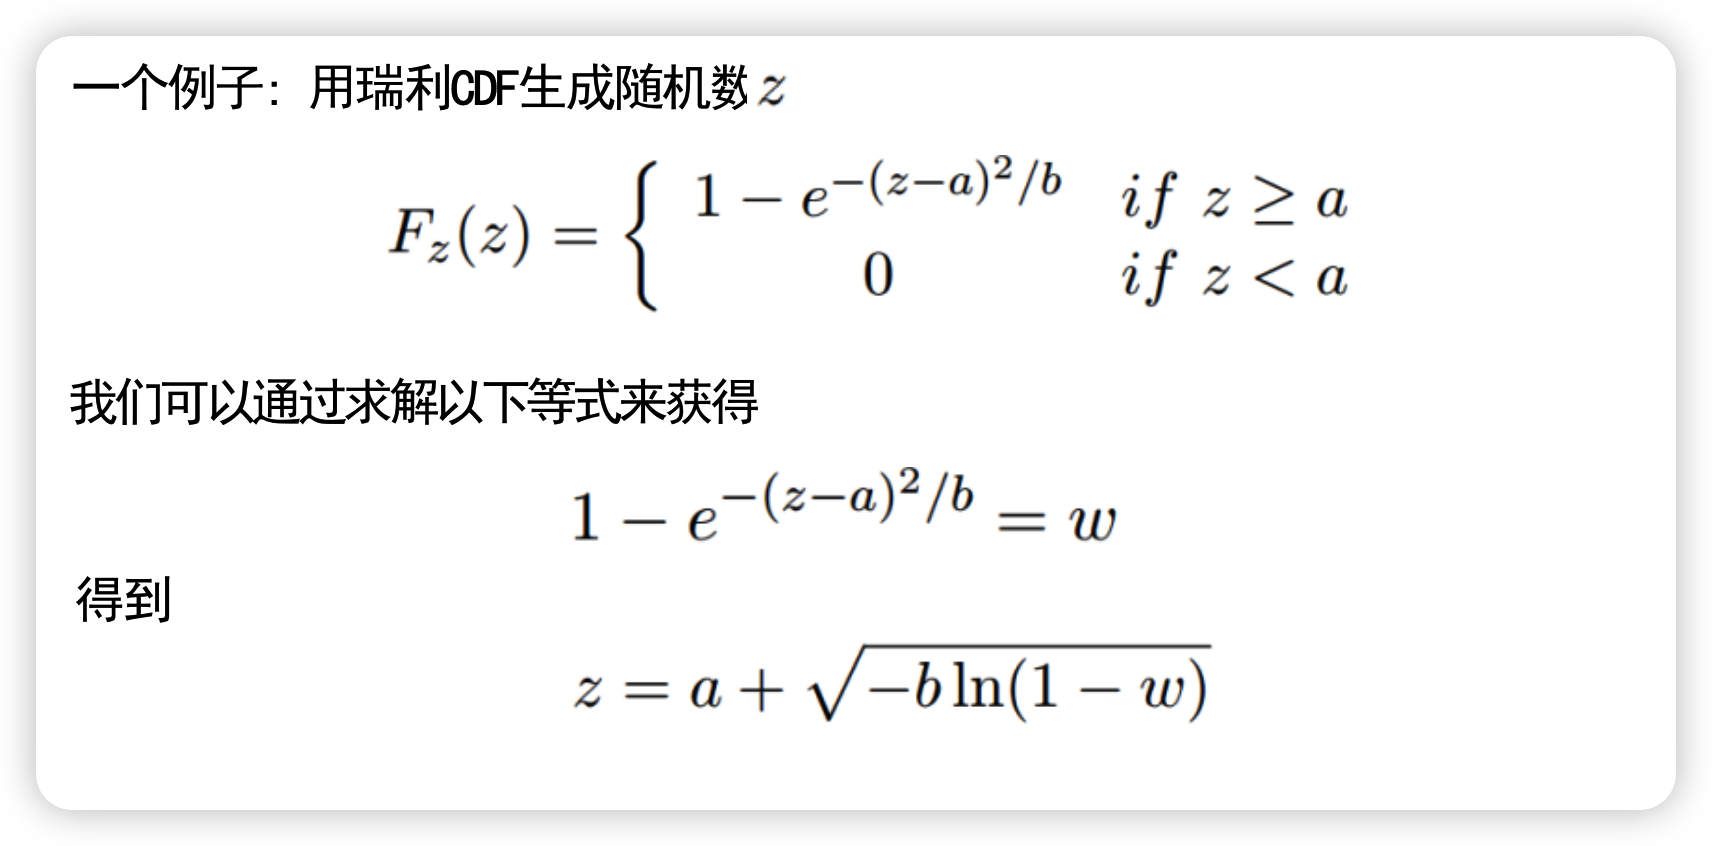 一个例子：用瑞利CDF生成随机数 z
F_z(z) = { 1 − e^{−(z−a)^2/b} if z ≥ a
0 if z < a
我们可以通过求解以下等式来获得
1 − e^{−(z−a)^2/b} = w
得到
z = a + √(−b ln(1 − w))